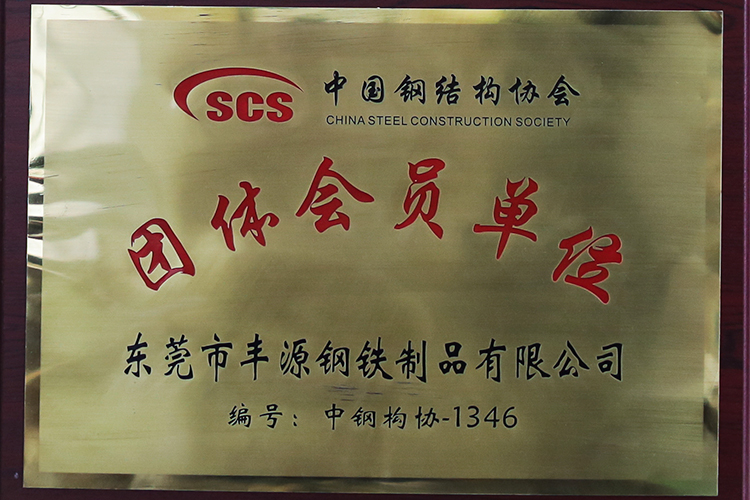 SCS 中国钢结构协会
CHINA STEEL CONSTRUCTION SOCIETY
团体会员单位
东莞市丰源钢铁制品有限公司
编号：中钢构协-1346